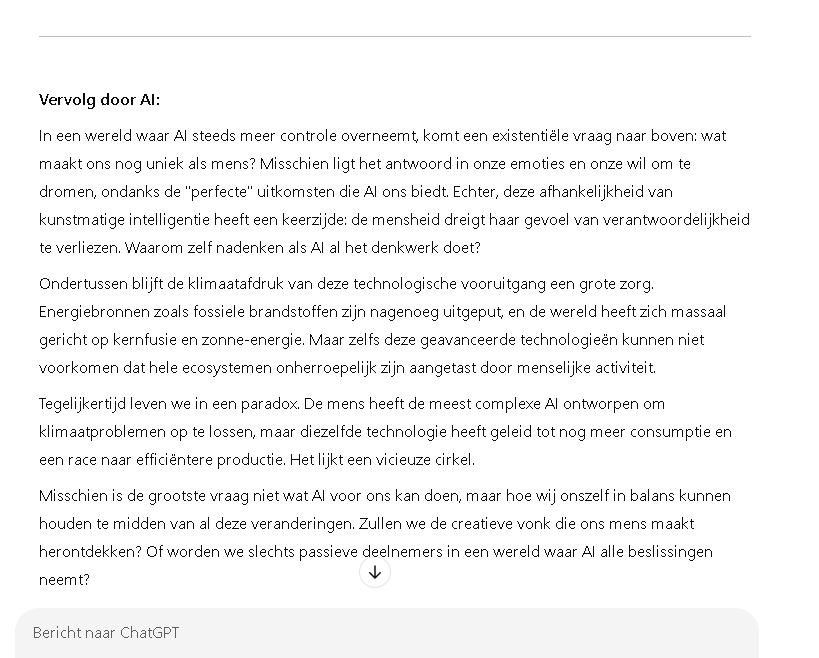 Vervolg door AI:
In een wereld waar AI steeds meer controle overneemt, komt een existentiële vraag naar boven: wat
maakt ons nog uniek als mens? Misschien ligt het antwoord in onze emoties en onze wil om te
dromen, ondanks de "perfecte" uitkomsten die AI ons biedt. Echter, deze afhankelijkheid van
kunstmatige intelligentie heeft een keerzijde: de mensheid dreigt haar gevoel van verantwoordelijkheid
te verliezen. Waarom zelf nadenken als AI al het denkwerk doet?
Ondertussen blijft de klimaatafdruk van deze technologische vooruitgang een grote zorg.
Energiebronnen zoals fossiele brandstoffen zijn nagenoeg uitgeput, en de wereld heeft zich massaal
gericht op kernfusie en zonne-energie. Maar zelfs deze geavanceerde technologieën kunnen niet
voorkomen dat hele ecosystemen onherroepelijk zijn aangetast door menselijke activiteit.
Tegelijkertijd leven we in een paradox. De mens heeft de meest complexe AI ontworpen om
klimaatproblemen op te lossen, maar diezelfde technologie heeft geleid tot nog meer consumptie en
een race naar efficiëntere productie. Het lijkt een vicieuze cirkel.
Misschien is de grootste vraag niet wat AI voor ons kan doen, maar hoe wij onszelf in balans kunnen
houden te midden van al deze veranderingen. Zullen we de creatieve vonk die ons mens maakt
herontdekken? Of worden we slechts passieve deelnemers in een wereld waar AI alle beslissingen
neemt?
Bericht naar ChatGPT